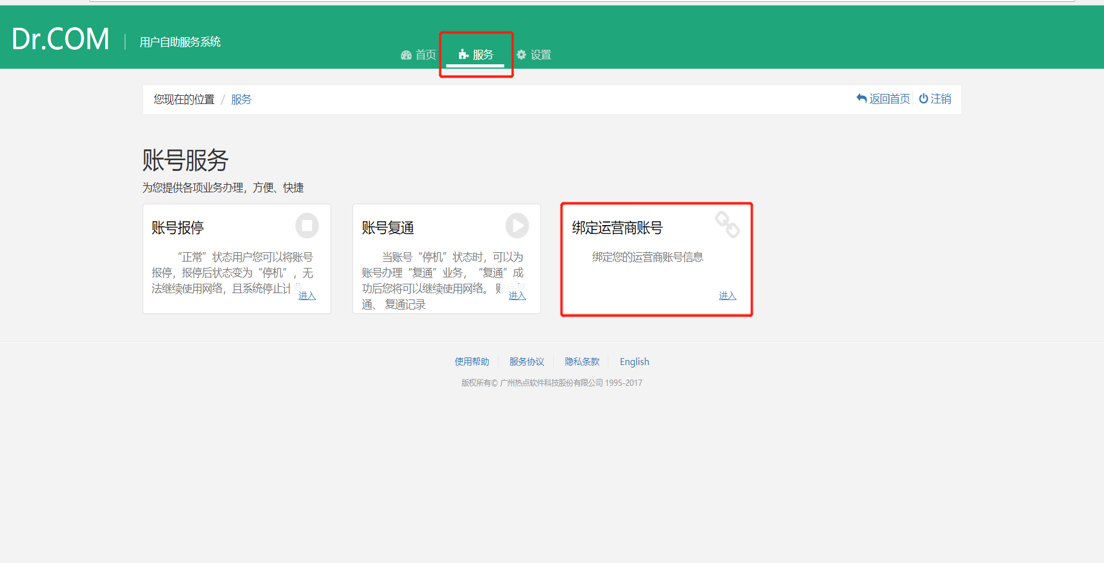 Dr.COM | 用户自助服务系统
首页 服务 设置
您现在的位置 / 服务 返回首页 注销
账号服务
为您提供各项业务办理，方便、快捷
账号报停
“正常”状态用户您可以将账号
报停，报停后状态变为“停机”，无
法继续使用网络，且系统停止计
进入
账号复通
当账号“停机”状态时，可以为
账号办理“复通”业务，“复通”成
功后您将可以继续使用网络。
通、 复通记录
进入
绑定运营商账号
绑定您的运营商账号信息
进入
使用帮助 服务协议 隐私条款 English
版权所有© 广州热点软件科技股份有限公司 1995-2017